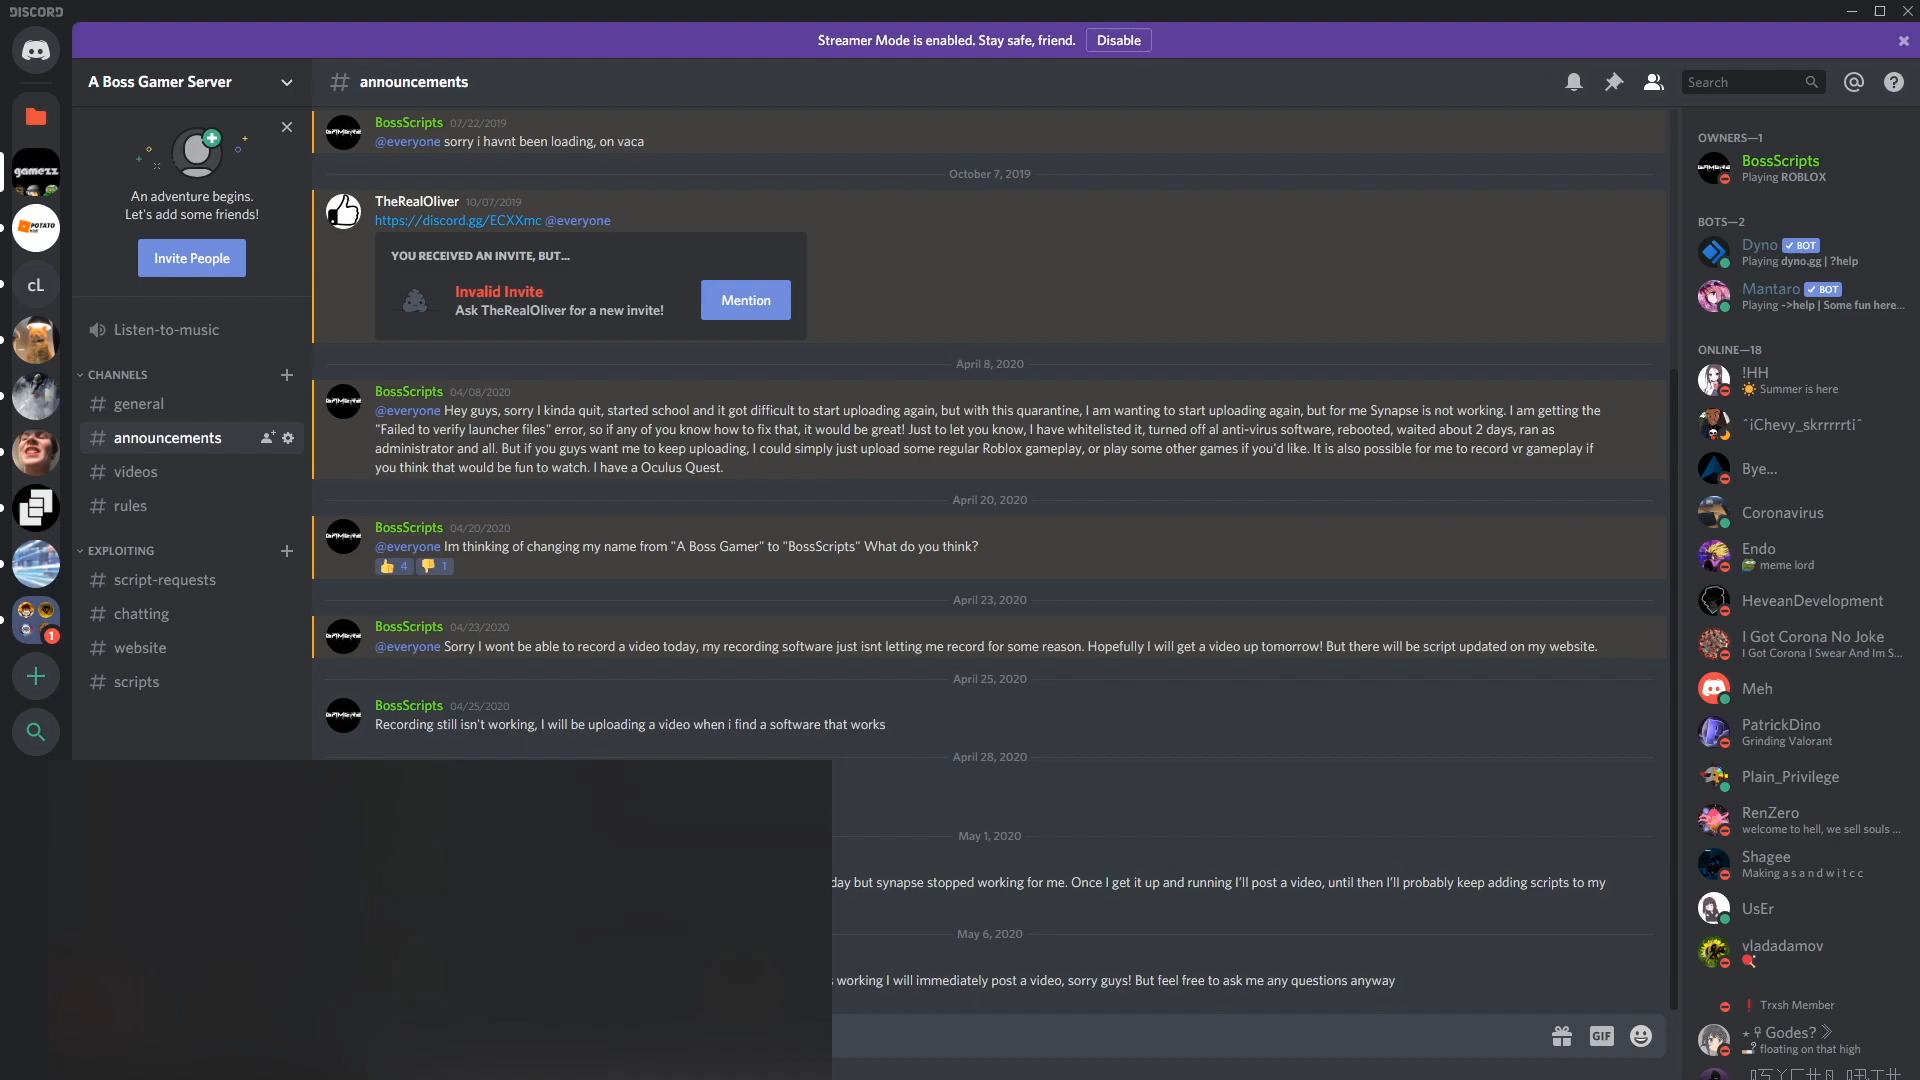 DISCORD
Streamer Mode is enabled. Stay safe, friend.
Disable
A Boss Gamer Server
announcements
Search
gamezz
POTATO
cL
1
An adventure begins.
Let's add some friends!
Invite People
Listen-to-music
CHANNELS
general
announcements
videos
rules
EXPLOITING
script-requests
chatting
website
scripts
BossScripts 07/22/2019
@everyone sorry i havnt been loading, on vaca
October 7, 2019
TheRealOliver 10/07/2019
https://discord.gg/ECXXmc @everyone
YOU RECEIVED AN INVITE, BUT...
Invalid Invite
Ask TheRealOliver for a new invite!
Mention
April 8, 2020
BossScripts 04/08/2020
@everyone Hey guys, sorry I kinda quit, started school and it got difficult to start uploading again, but with this quarantine, I am wanting to start uploading again, but for me Synapse is not working. I am getting the
"Failed to verify launcher files" error, so if any of you know how to fix that, it would be great! Just to let you know, I have whitelisted it, turned off al anti-virus software, rebooted, waited about 2 days, ran as
administrator and all. But if you guys want me to keep uploading, I could simply just upload some regular Roblox gameplay, or play some other games if you'd like. It is also possible for me to record vr gameplay if
you think that would be fun to watch. I have a Oculus Quest.
April 20, 2020
BossScripts 04/20/2020
@everyone Im thinking of changing my name from "A Boss Gamer" to "BossScripts" What do you think?
4 1
April 23, 2020
BossScripts 04/23/2020
@everyone Sorry I wont be able to record a video today, my recording software just isnt letting me record for some reason. Hopefully I will get a video up tomorrow! But there will be script updated on my website.
April 25, 2020
BossScripts 04/25/2020
Recording still isn't working, I will be uploading a video when i find a software that works
April 28, 2020
May 1, 2020
day but synapse stopped working for me. Once I get it up and running I'll post a video, until then I'll probably keep adding scripts to my
May 6, 2020
working I will immediately post a video, sorry guys! But feel free to ask me any questions anyway
GIF
OWNERS—1
BossScripts
Playing ROBLOX
BOTS—2
Dyno BOT
Playing dyno.gg | ?help
Mantaro BOT
Playing ->help | Some fun here...
ONLINE—18
!HH
Summer is here
ˆiChevy_skrrrrrtiˆ
Bye...
Coronavirus
Endo
meme lord
HeveanDevelopment
I Got Corona No Joke
I Got Corona I Swear And Im S...
Meh
PatrickDino
Grinding Valorant
Plain_Privilege
RenZero
welcome to hell, we sell souls ...
Shagee
Making a s a n d w i t c c
UsEr
vladadamov
Trxsh Member
Godes?
floating on that high